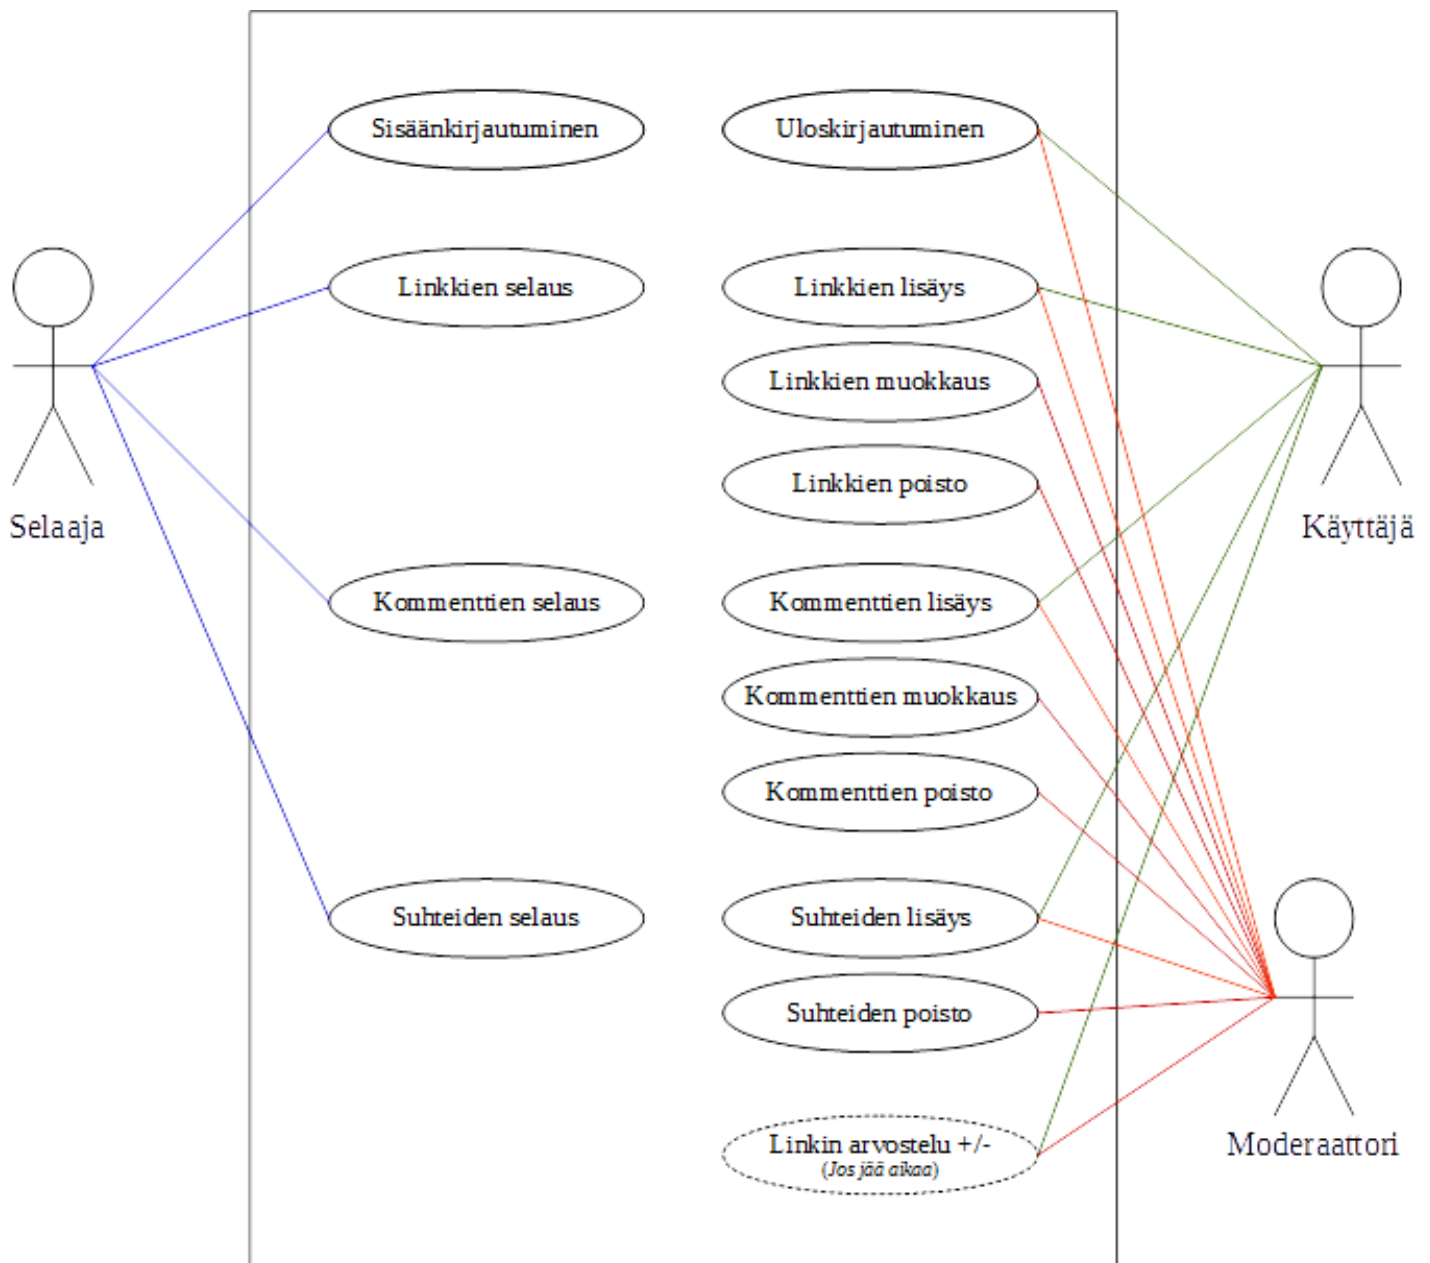 Sisäänkirjautuminen
Uloskirjautuminen
Linkkien selaus
Linkkien lisäys
Linkkien muokkaus
Linkkien poisto
Selaaja
Käyttäjä
Kommenttien selaus
Kommenttien lisäys
Kommenttien muokkaus
Kommenttien poisto
Suhteiden selaus
Suhteiden lisäys
Suhteiden poisto
Linkin arvostelu +/-
(Jos jää aikaa)
Moderaattori